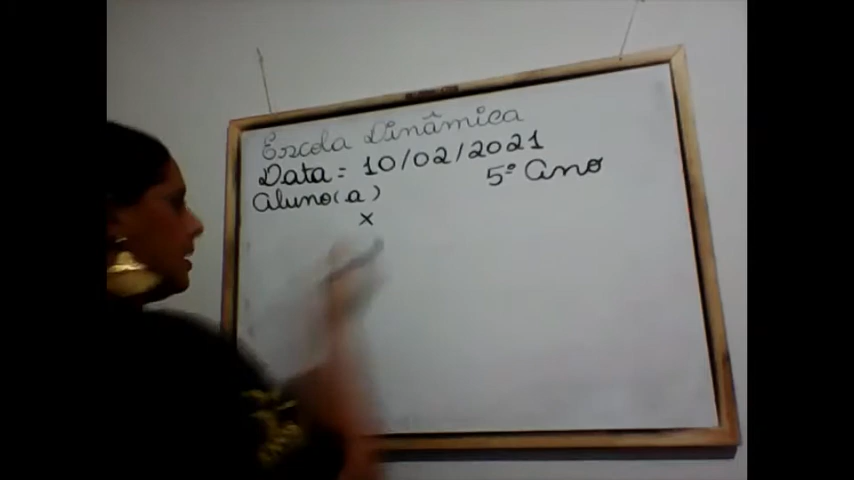 Escola Dinâmica
Data = 10/02/2021
Aluno(a) 5º Ano
x